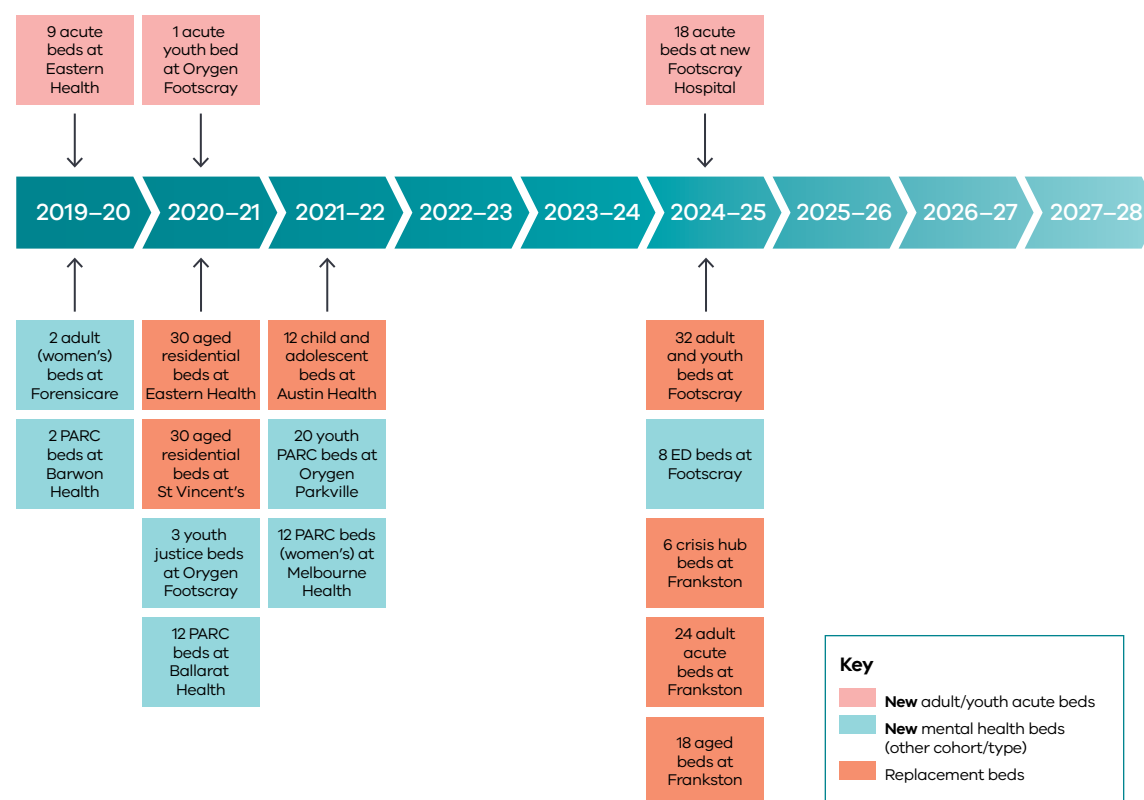 9 acute
beds at
Eastern
Health
1 acute
youth bed
at Orygen
Footscray
18 acute
beds at new
Footscray
Hospital
2019–20
2020–21
2021–22
2022–23
2023–24
2024–25
2025–26
2026–27
2027–28
2 adult
(women's)
beds at
Forensicare
30 aged
residential
beds at
Eastern Health
12 child and
adolescent
beds at
Austin Health
32 adult
and youth
beds at
Footscray
2 PARC
beds at
Barwon
Health
30 aged
residential
beds at
St Vincent's
20 youth
PARC beds at
Orygen
Parkville
8 ED beds at
Footscray
3 youth
justice beds
at Orygen
Footscray
12 PARC beds
(women's) at
Melbourne
Health
6 crisis hub
beds at
Frankston
12 PARC
beds at
Ballarat
Health
24 adult
acute
beds at
Frankston
18 aged
beds at
Frankston
Key
New adult/youth acute beds
New mental health beds
(other cohort/type)
Replacement beds